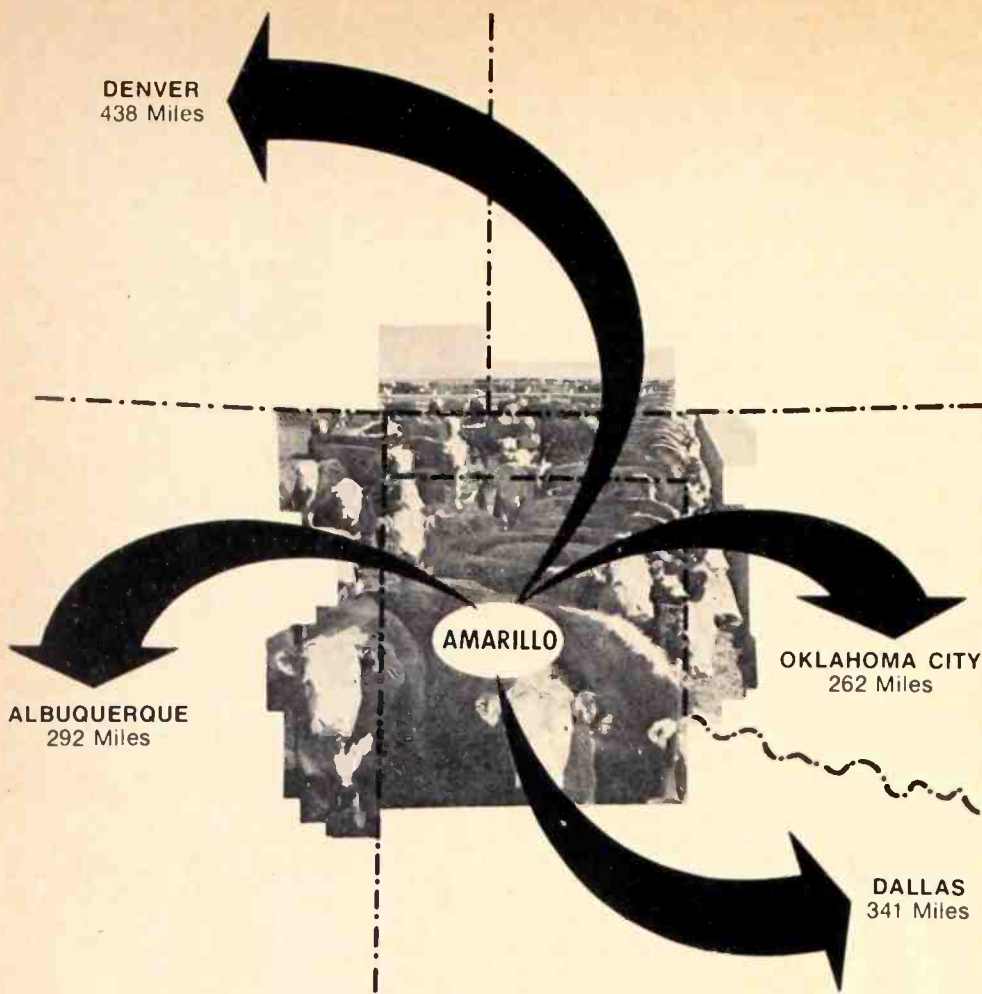 DENVER
438 Miles
AMARILLO
OKLAHOMA CITY
262 Miles
ALBUQUERQUE
292 Miles
DALLAS
341 Miles